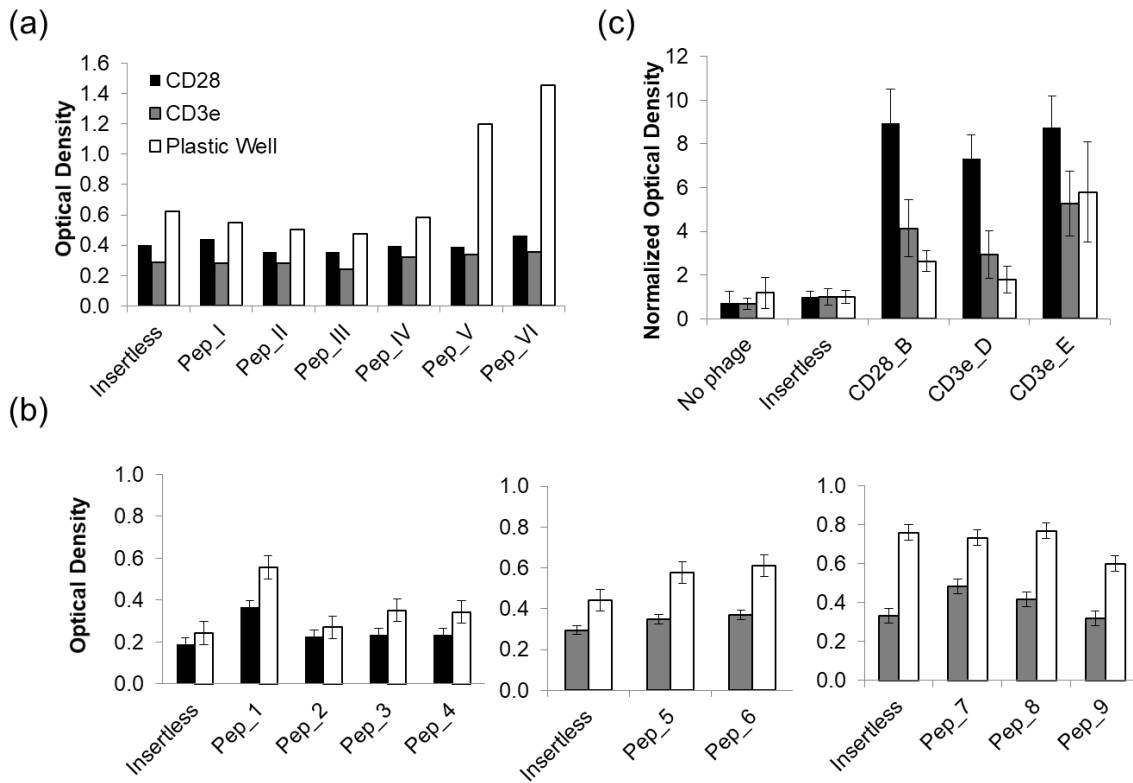 (a)
Optical Density
1.6
1.4
1.2
1.0
0.8
0.6
0.4
0.2
0.0
CD28
CD3e
Plastic Well
Insertless
Pep_I
Pep_II
Pep_III
Pep_IV
Pep_V
Pep_VI
(c)
Normalized Optical Density
12
10
8
6
4
2
0
No phage
Insertless
CD28_B
CD3e_D
CD3e_E
(b)
Optical Density
1.0
0.8
0.6
0.4
0.2
0.0
Insertless
Pep_1
Pep_2
Pep_3
Pep_4
1.0
0.8
0.6
0.4
0.2
0.0
Insertless
Pep_5
Pep_6
1.0
0.8
0.6
0.4
0.2
0.0
Insertless
Pep_7
Pep_8
Pep_9